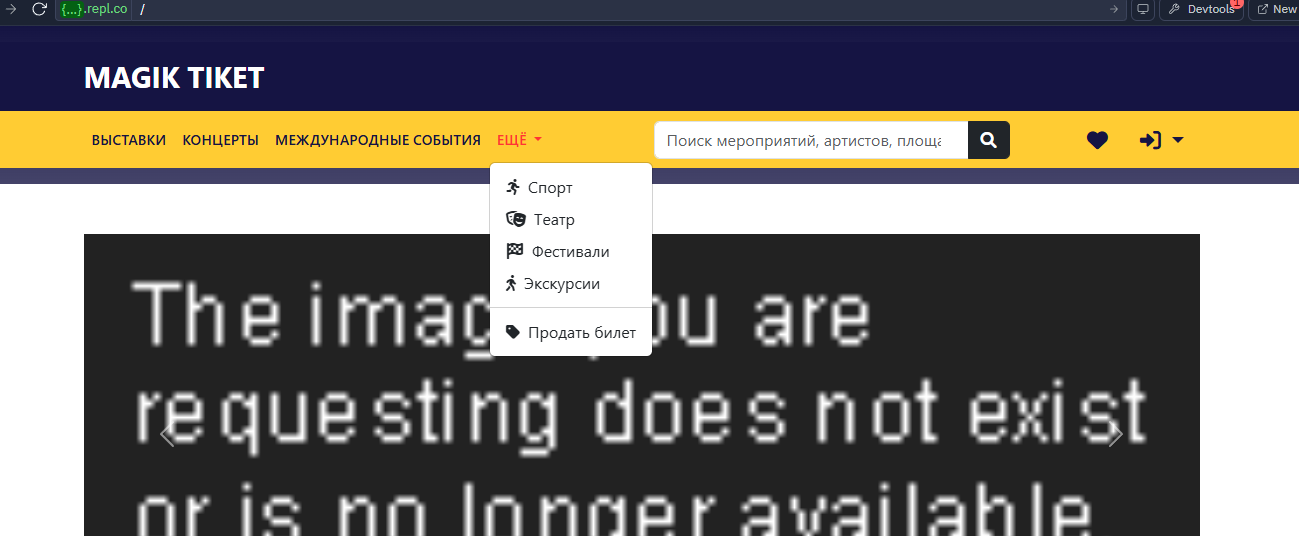 {...}.repl.co /
Devtools
1
New
MAGIK TIKET
ВЫСТАВКИ КОНЦЕРТЫ МЕЖДУНАРОДНЫЕ СОБЫТИЯ ЕЩЁ
Поиск мероприятий, артистов, площа
Спорт
Театр
Фестивали
Экскурсии
Продать билет
The imag ou are
requesting does not exist
or is no longer available